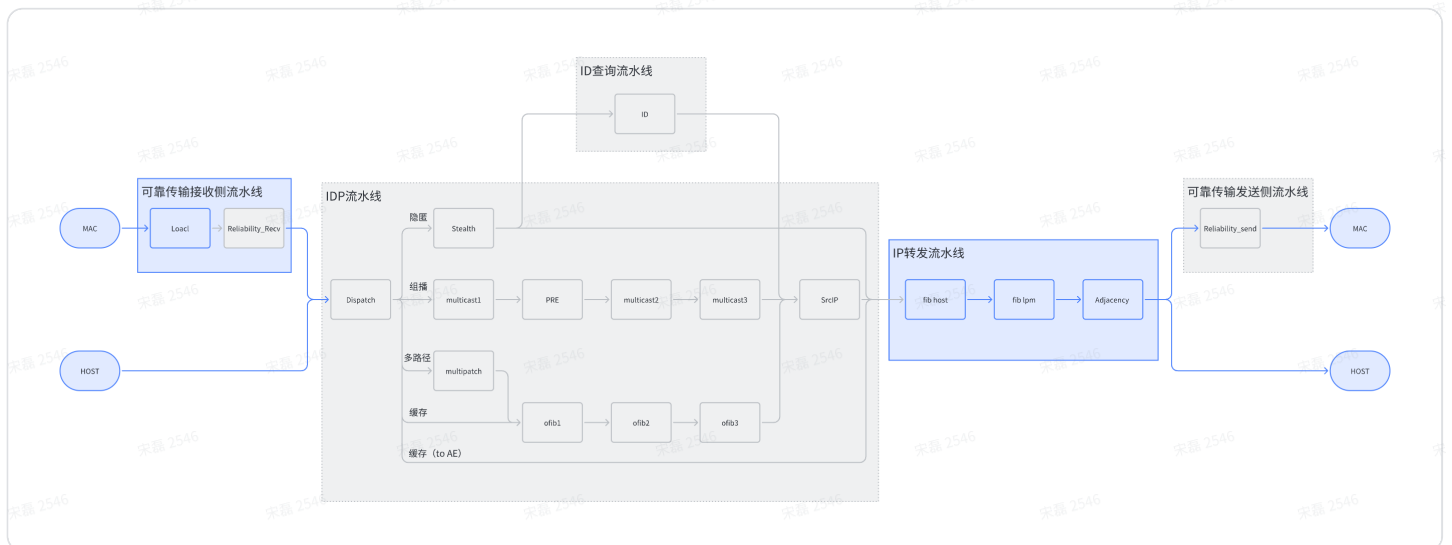 ID查询流水线
ID
可靠传输接收侧流水线
MAC
Load
Reliability_Recv
HOST
IDP流水线
Dispatch
隐匿
Stealth
组播
multicast1
PRE
multicast2
multicast3
SrcIP
多路径
multipatch
缓存
ofib1
ofib2
ofib3
缓存（to AE）
IP转发流水线
fib host
fib lpm
Adjacency
可靠传输发送侧流水线
Reliability_send
MAC
HOST
宋磊 2546